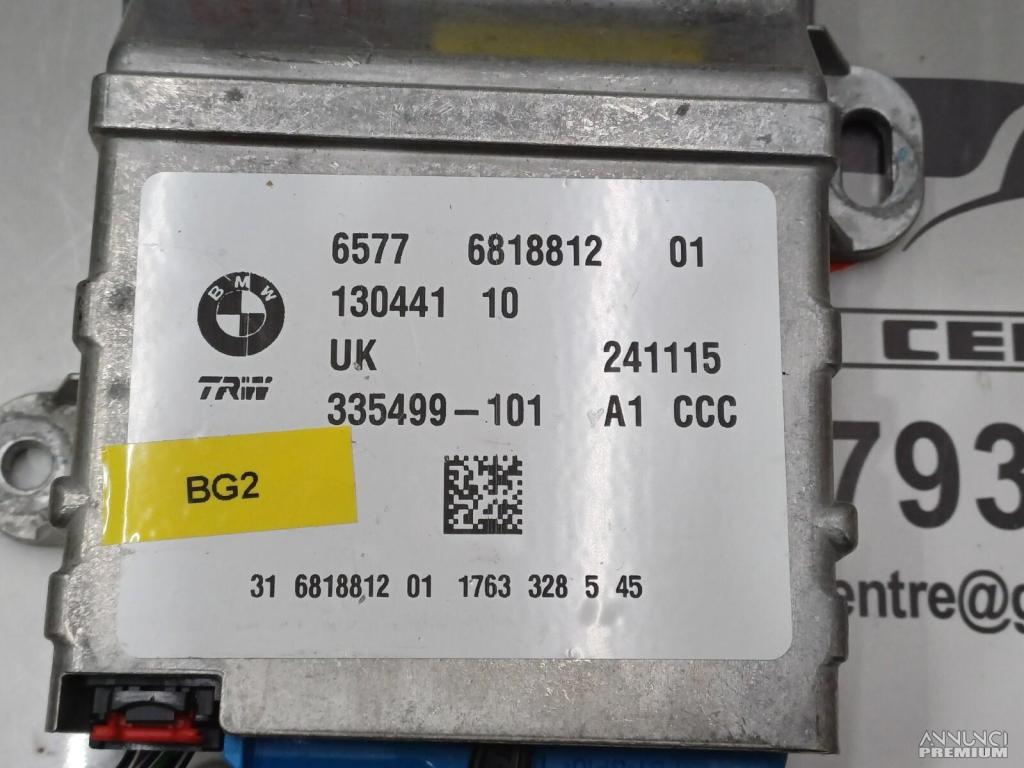 6577 6818812 01
130441 10
BMW
UK 241115
TRW
335499-101 A1 CCC
BG2
31 6818812 01 1763 328 5 45
CE
793
entre@g
ANNUNCI
PREMIUM